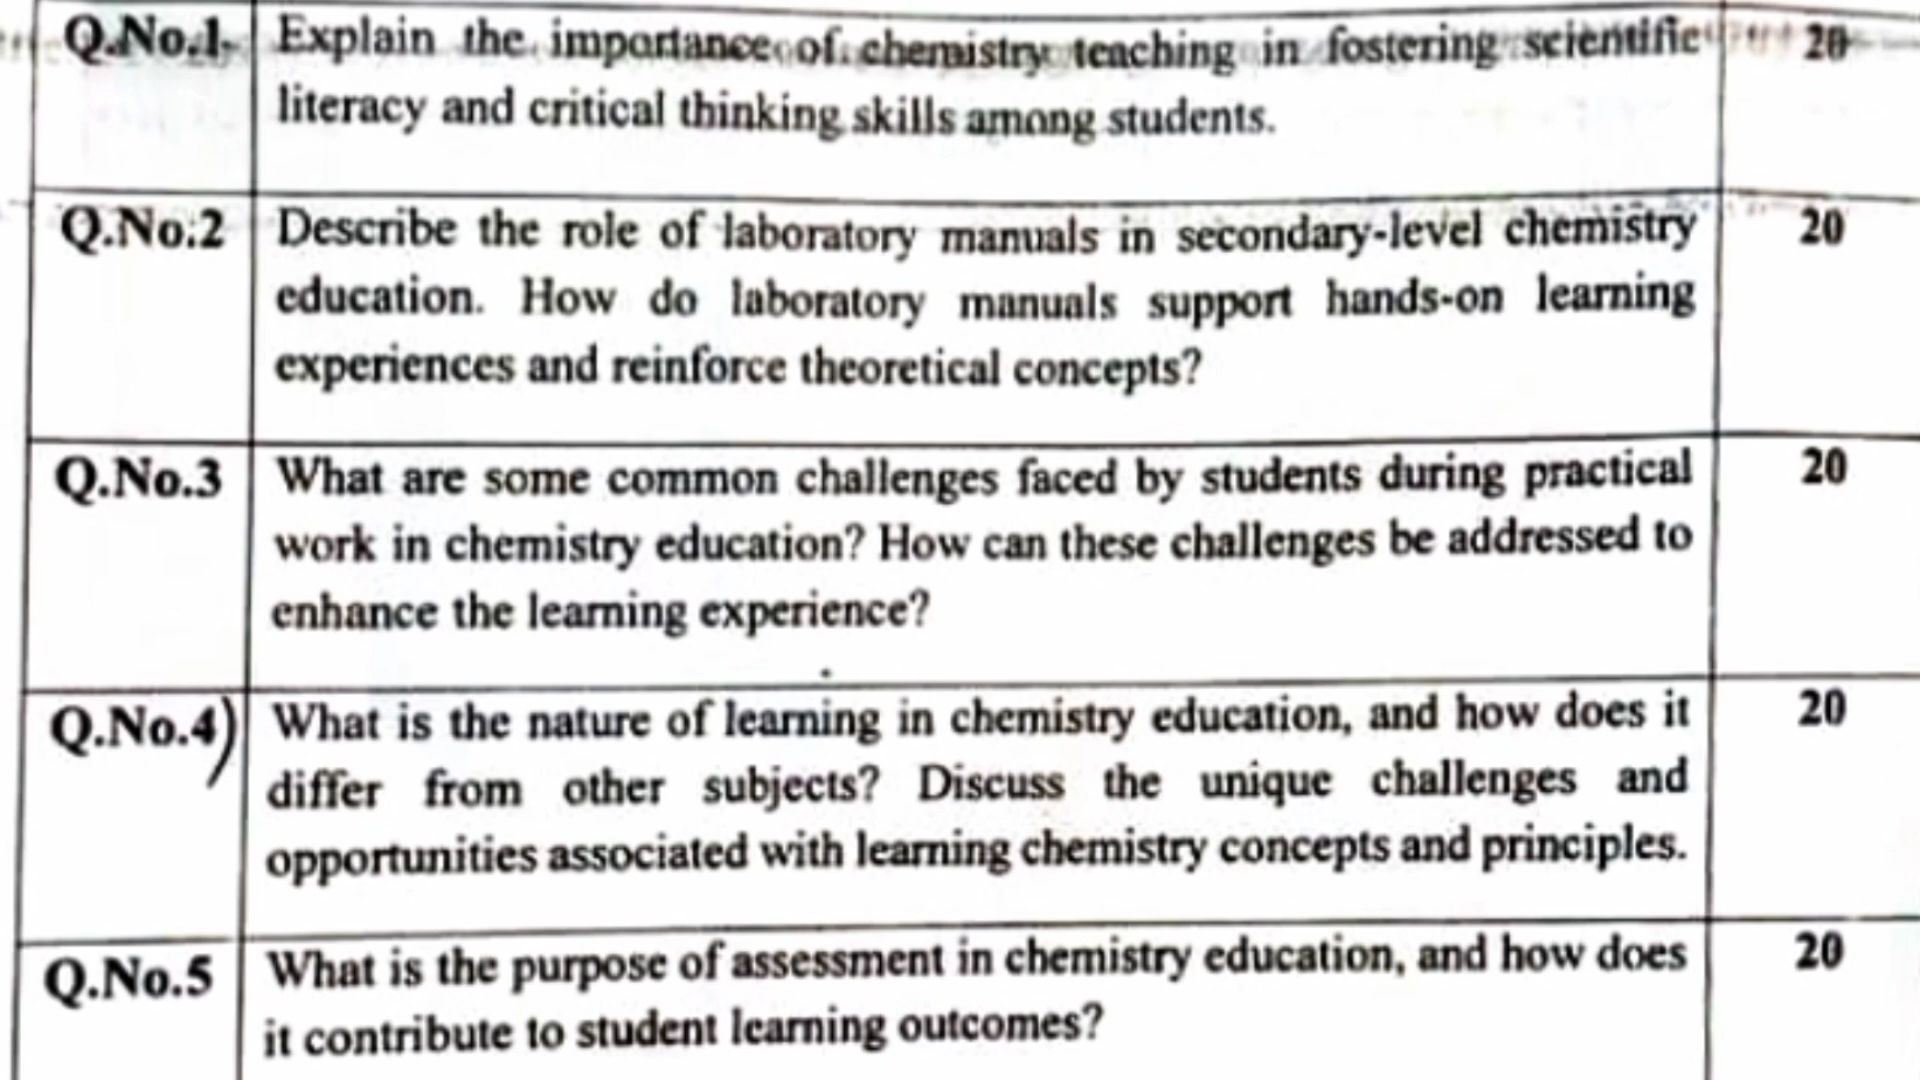 Q.No.1 Explain the importance of chemistry teaching in fostering scientific 20
literacy and critical thinking skills among students.
Q.No:2 Describe the role of laboratory manuals in secondary-level chemistry 20
education. How do laboratory manuals support hands-on learning
experiences and reinforce theoretical concepts?
Q.No.3 What are some common challenges faced by students during practical 20
work in chemistry education? How can these challenges be addressed to
enhance the learning experience?
Q.No.4) What is the nature of learning in chemistry education, and how does it 20
differ from other subjects? Discuss the unique challenges and
opportunities associated with learning chemistry concepts and principles.
Q.No.5 What is the purpose of assessment in chemistry education, and how does 20
it contribute to student learning outcomes?